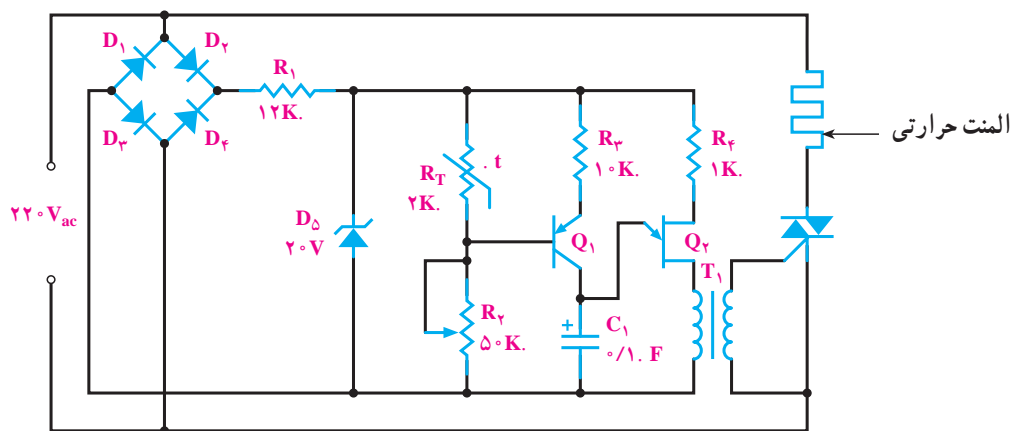 D۱
D۲
R۱
۱۲K.
D۳
D۴
۲۲۰Vac
D۵
۲۰V
RT
۲K.
. t
R۲
۵۰K.
R۳
۱۰K.
Q۱
C۱
۰/۱. F
R۴
۱K.
Q۲
T۱
المنت حرارتی